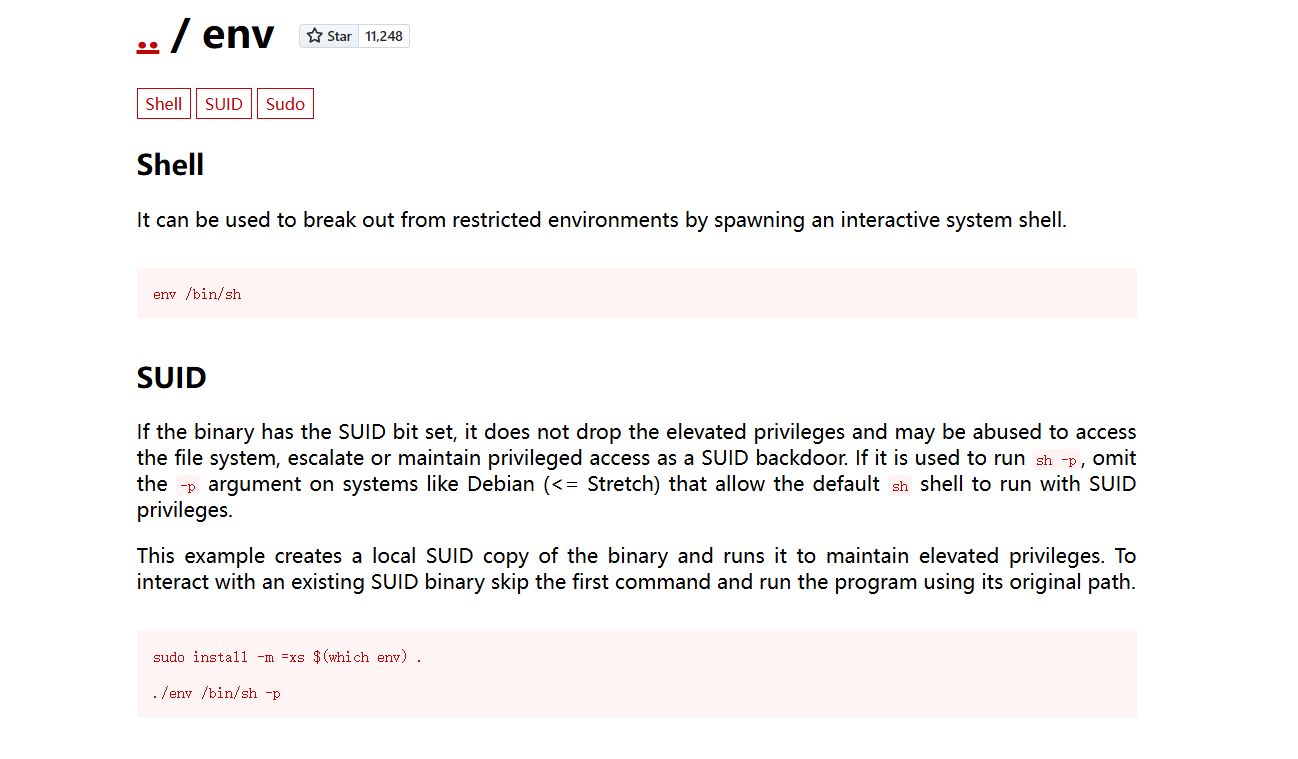 .. / env Star 11,248
Shell SUID Sudo
Shell
It can be used to break out from restricted environments by spawning an interactive system shell.
env /bin/sh
SUID
If the binary has the SUID bit set, it does not drop the elevated privileges and may be abused to access
the file system, escalate or maintain privileged access as a SUID backdoor. If it is used to run sh -p, omit
the -p argument on systems like Debian (<= Stretch) that allow the default sh shell to run with SUID
privileges.
This example creates a local SUID copy of the binary and runs it to maintain elevated privileges. To
interact with an existing SUID binary skip the first command and run the program using its original path.
sudo install -m =xs $(which env) .
./env /bin/sh -p